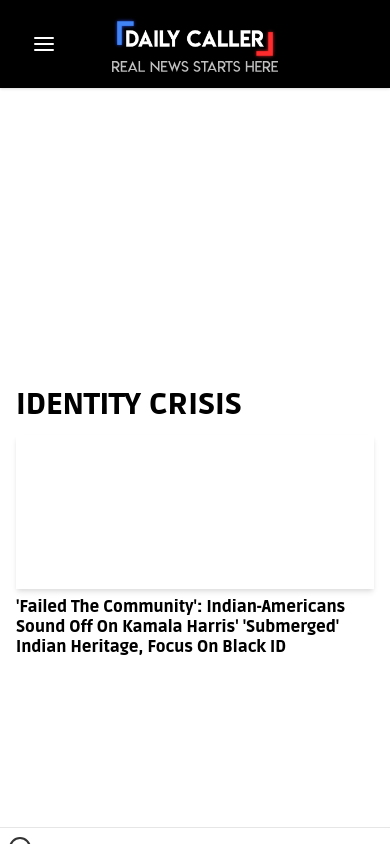 DAILY CALLER
REAL NEWS STARTS HERE
IDENTITY CRISIS
'Failed The Community': Indian-Americans
Sound Off On Kamala Harris' 'Submerged'
Indian Heritage, Focus On Black ID